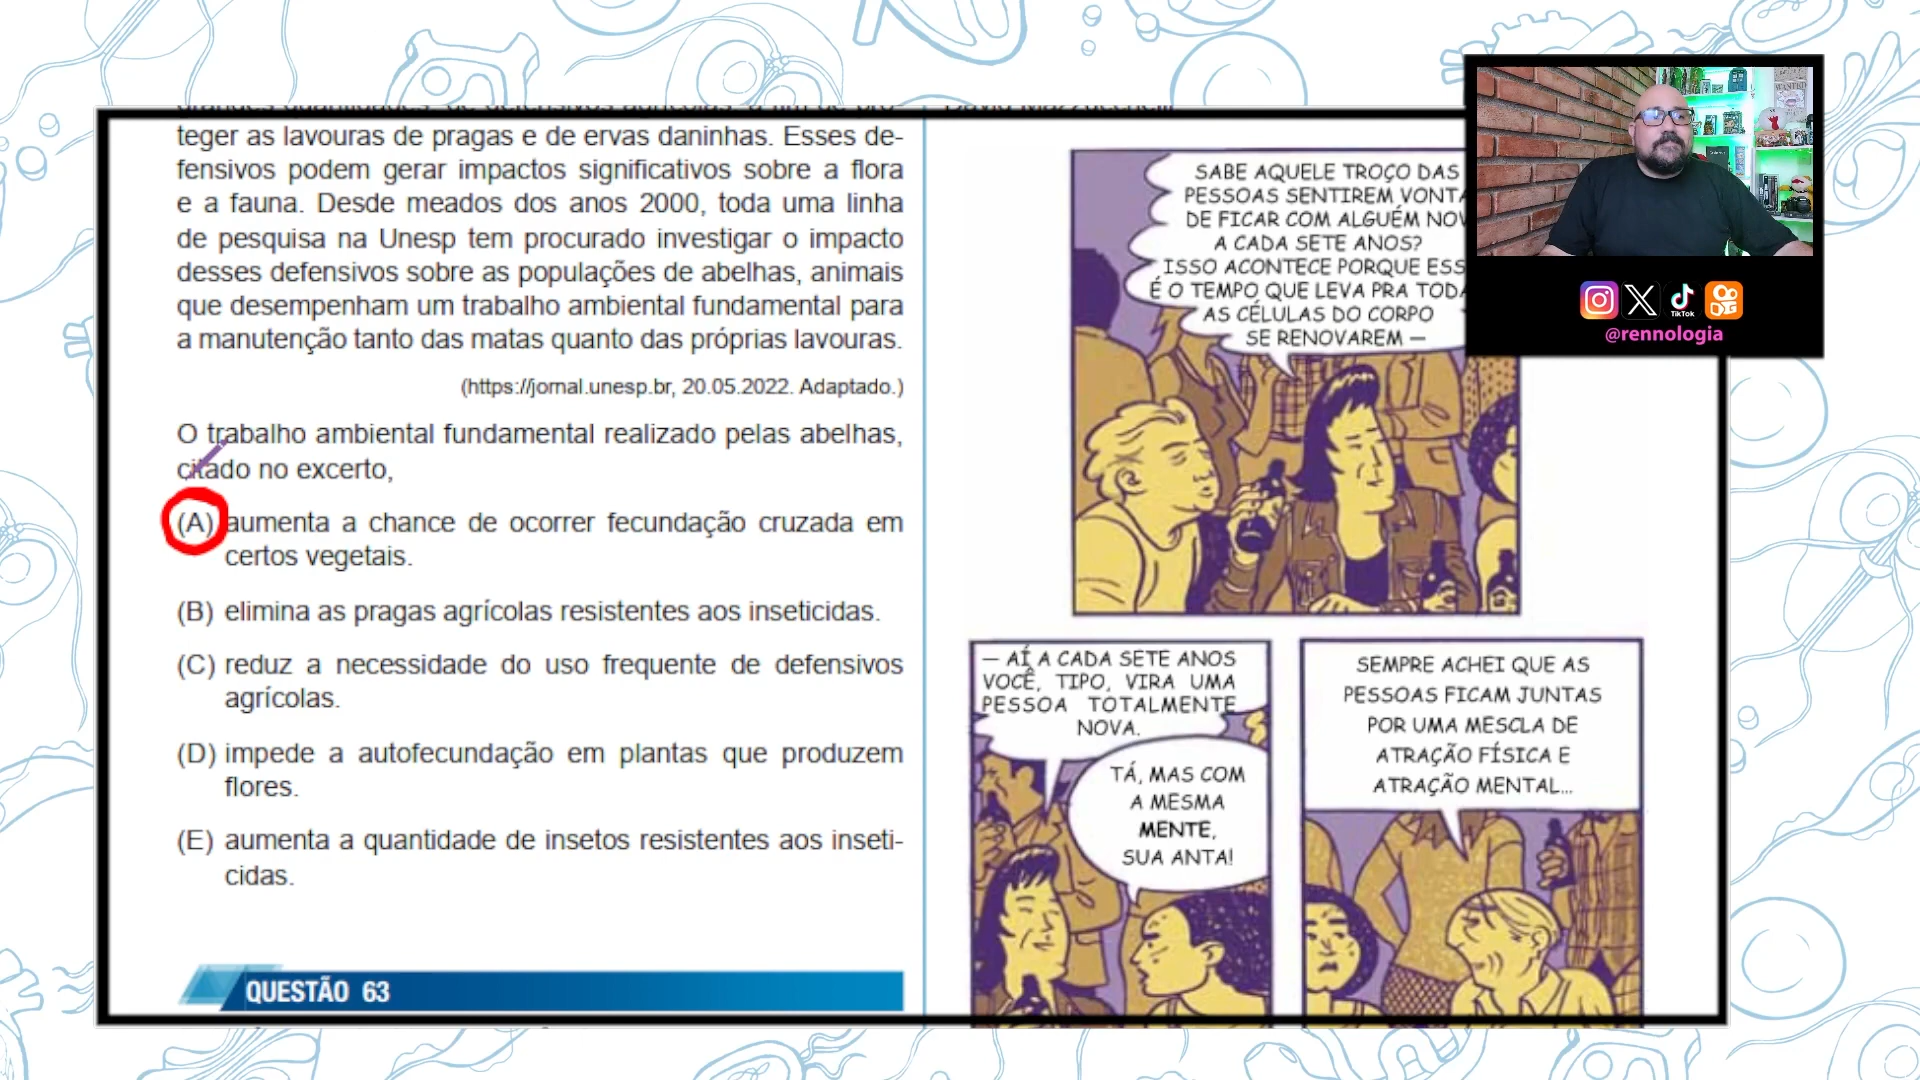 teger as lavouras de pragas e de ervas daninhas. Esses de-
fensivos podem gerar impactos significativos sobre a flora
e a fauna. Desde meados dos anos 2000, toda uma linha
de pesquisa na Unesp tem procurado investigar o impacto
desses defensivos sobre as populações de abelhas, animais
que desempenham um trabalho ambiental fundamental para
a manutenção tanto das matas quanto das próprias lavouras.
(https://jornal.unesp.br, 20.05.2022. Adaptado.)
O trabalho ambiental fundamental realizado pelas abelhas,
citado no excerto,
(A) aumenta a chance de ocorrer fecundação cruzada em
certos vegetais.
(B) elimina as pragas agrícolas resistentes aos inseticidas.
(C) reduz a necessidade do uso frequente de defensivos
agrícolas.
(D) impede a autofecundação em plantas que produzem
flores.
(E) aumenta a quantidade de insetos resistentes aos inseti-
cidas.
QUESTÃO 63
SABE AQUELE TROÇO DAS
PESSOAS SENTIREM VONTA
DE FICAR COM ALGUÉM NOV
A CADA SETE ANOS?
ISSO ACONTECE PORQUE ESS
É O TEMPO QUE LEVA PRA TODA
AS CÉLULAS DO CORPO
SE RENOVAREM —
— AÍ A CADA SETE ANOS
VOCÊ, TIPO, VIRA UMA
PESSOA TOTALMENTE
NOVA.
TÁ, MAS COM
A MESMA
MENTE,
SUA ANTA!
SEMPRE ACHEI QUE AS
PESSOAS FICAM JUNTAS
POR UMA MESCLA DE
ATRAÇÃO FÍSICA E
ATRAÇÃO MENTAL...
TikTok
@rennologia